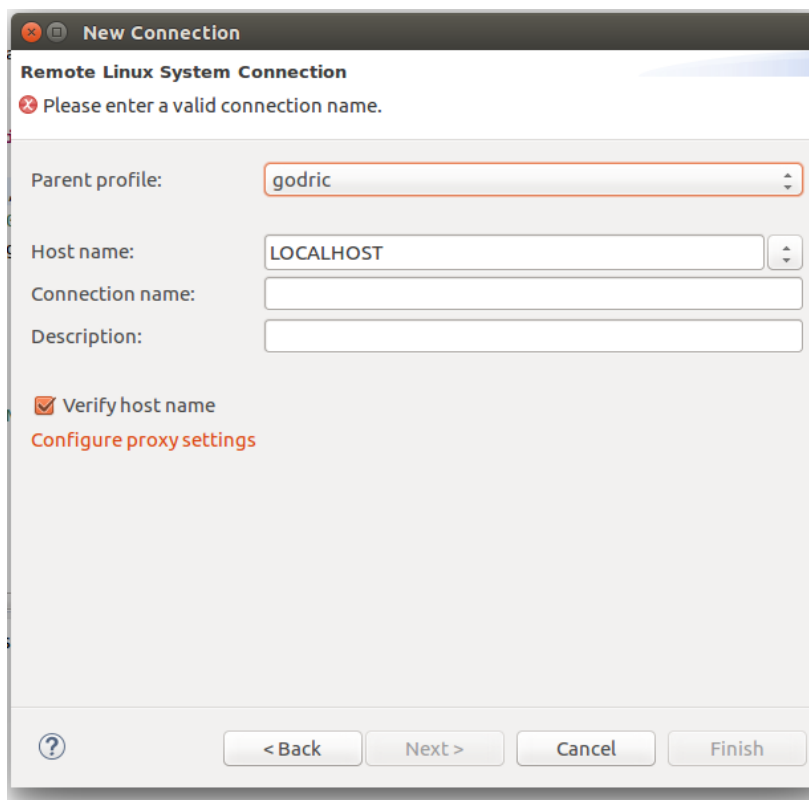 New Connection
Remote Linux System Connection
Please enter a valid connection name.
Parent profile: godric
Host name: LOCALHOST
Connection name:
Description:
Verify host name
Configure proxy settings
< Back Next > Cancel Finish